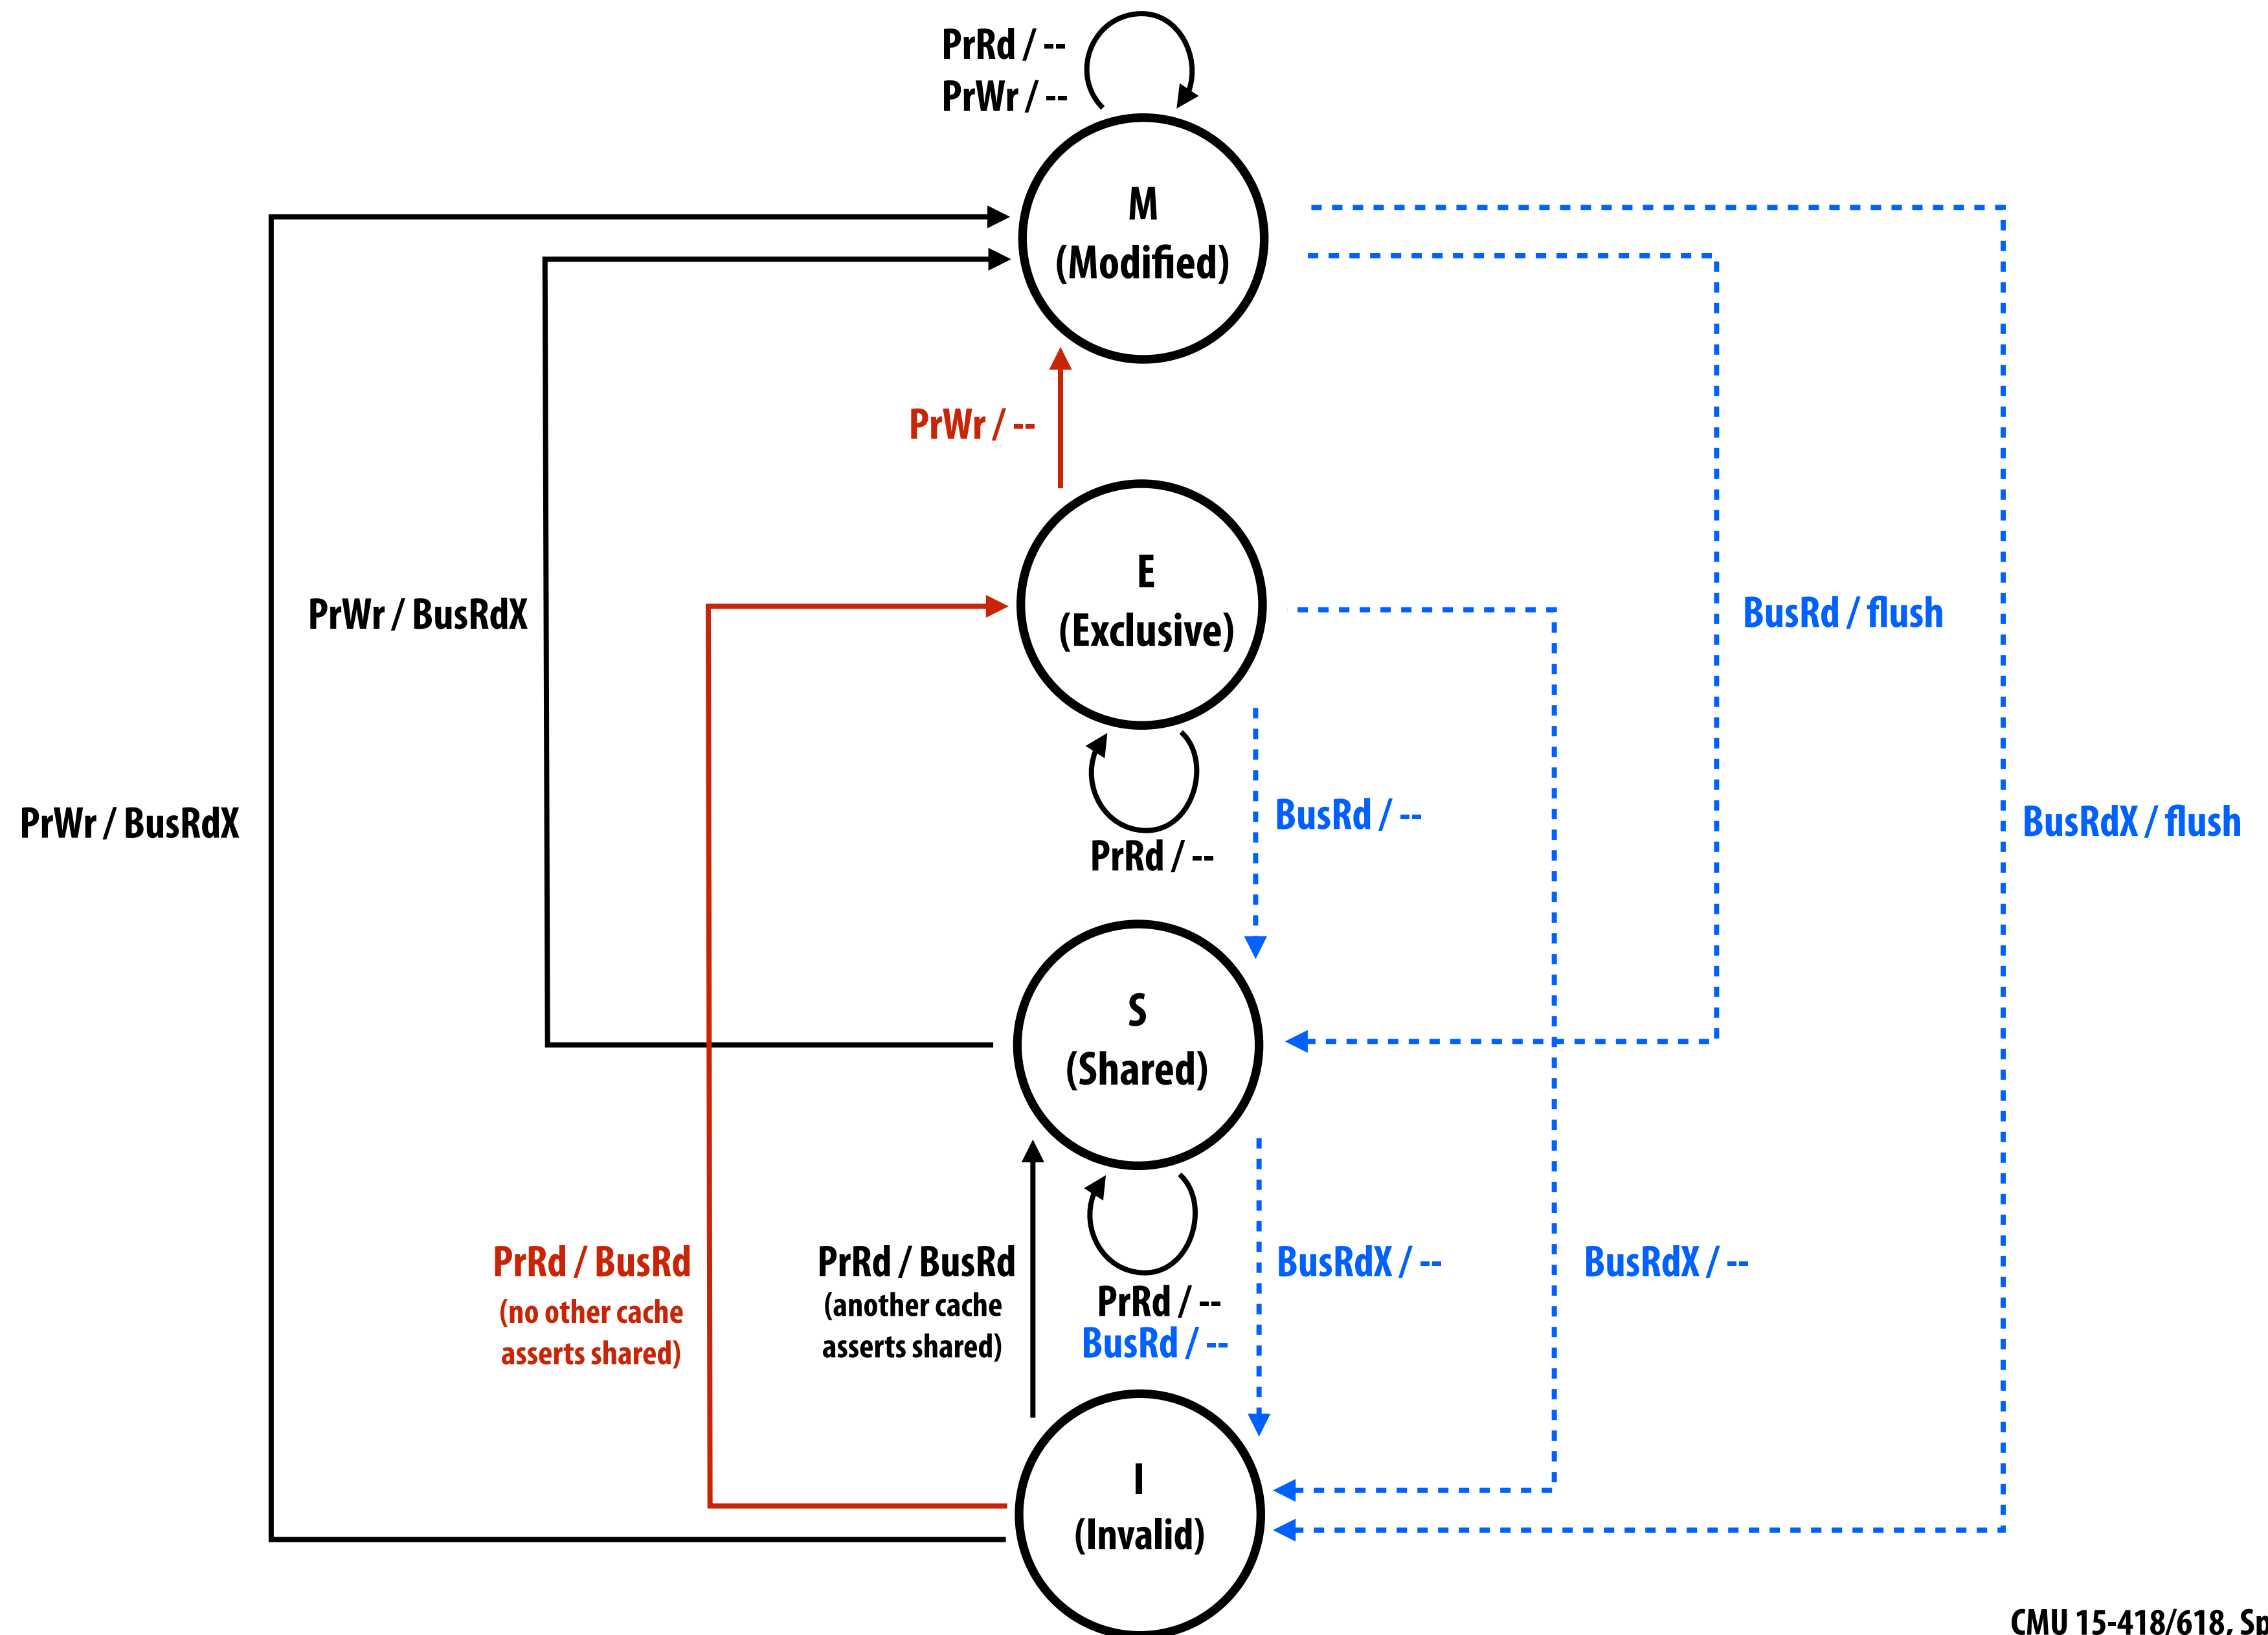 PrRd / --
PrWr / --
M
(Modified)
PrWr / --
E
(Exclusive)
PrWr / BusRdX
BusRd / flush
PrWr / BusRdX
BusRd / --
BusRdX / flush
PrRd / --
S
(Shared)
PrRd / BusRd
(no other cache
asserts shared)
PrRd / BusRd
(another cache
asserts shared)
PrRd / --
BusRd / --
BusRdX / --
BusRdX / --
I
(Invalid)
CMU 15-418/618, Sp